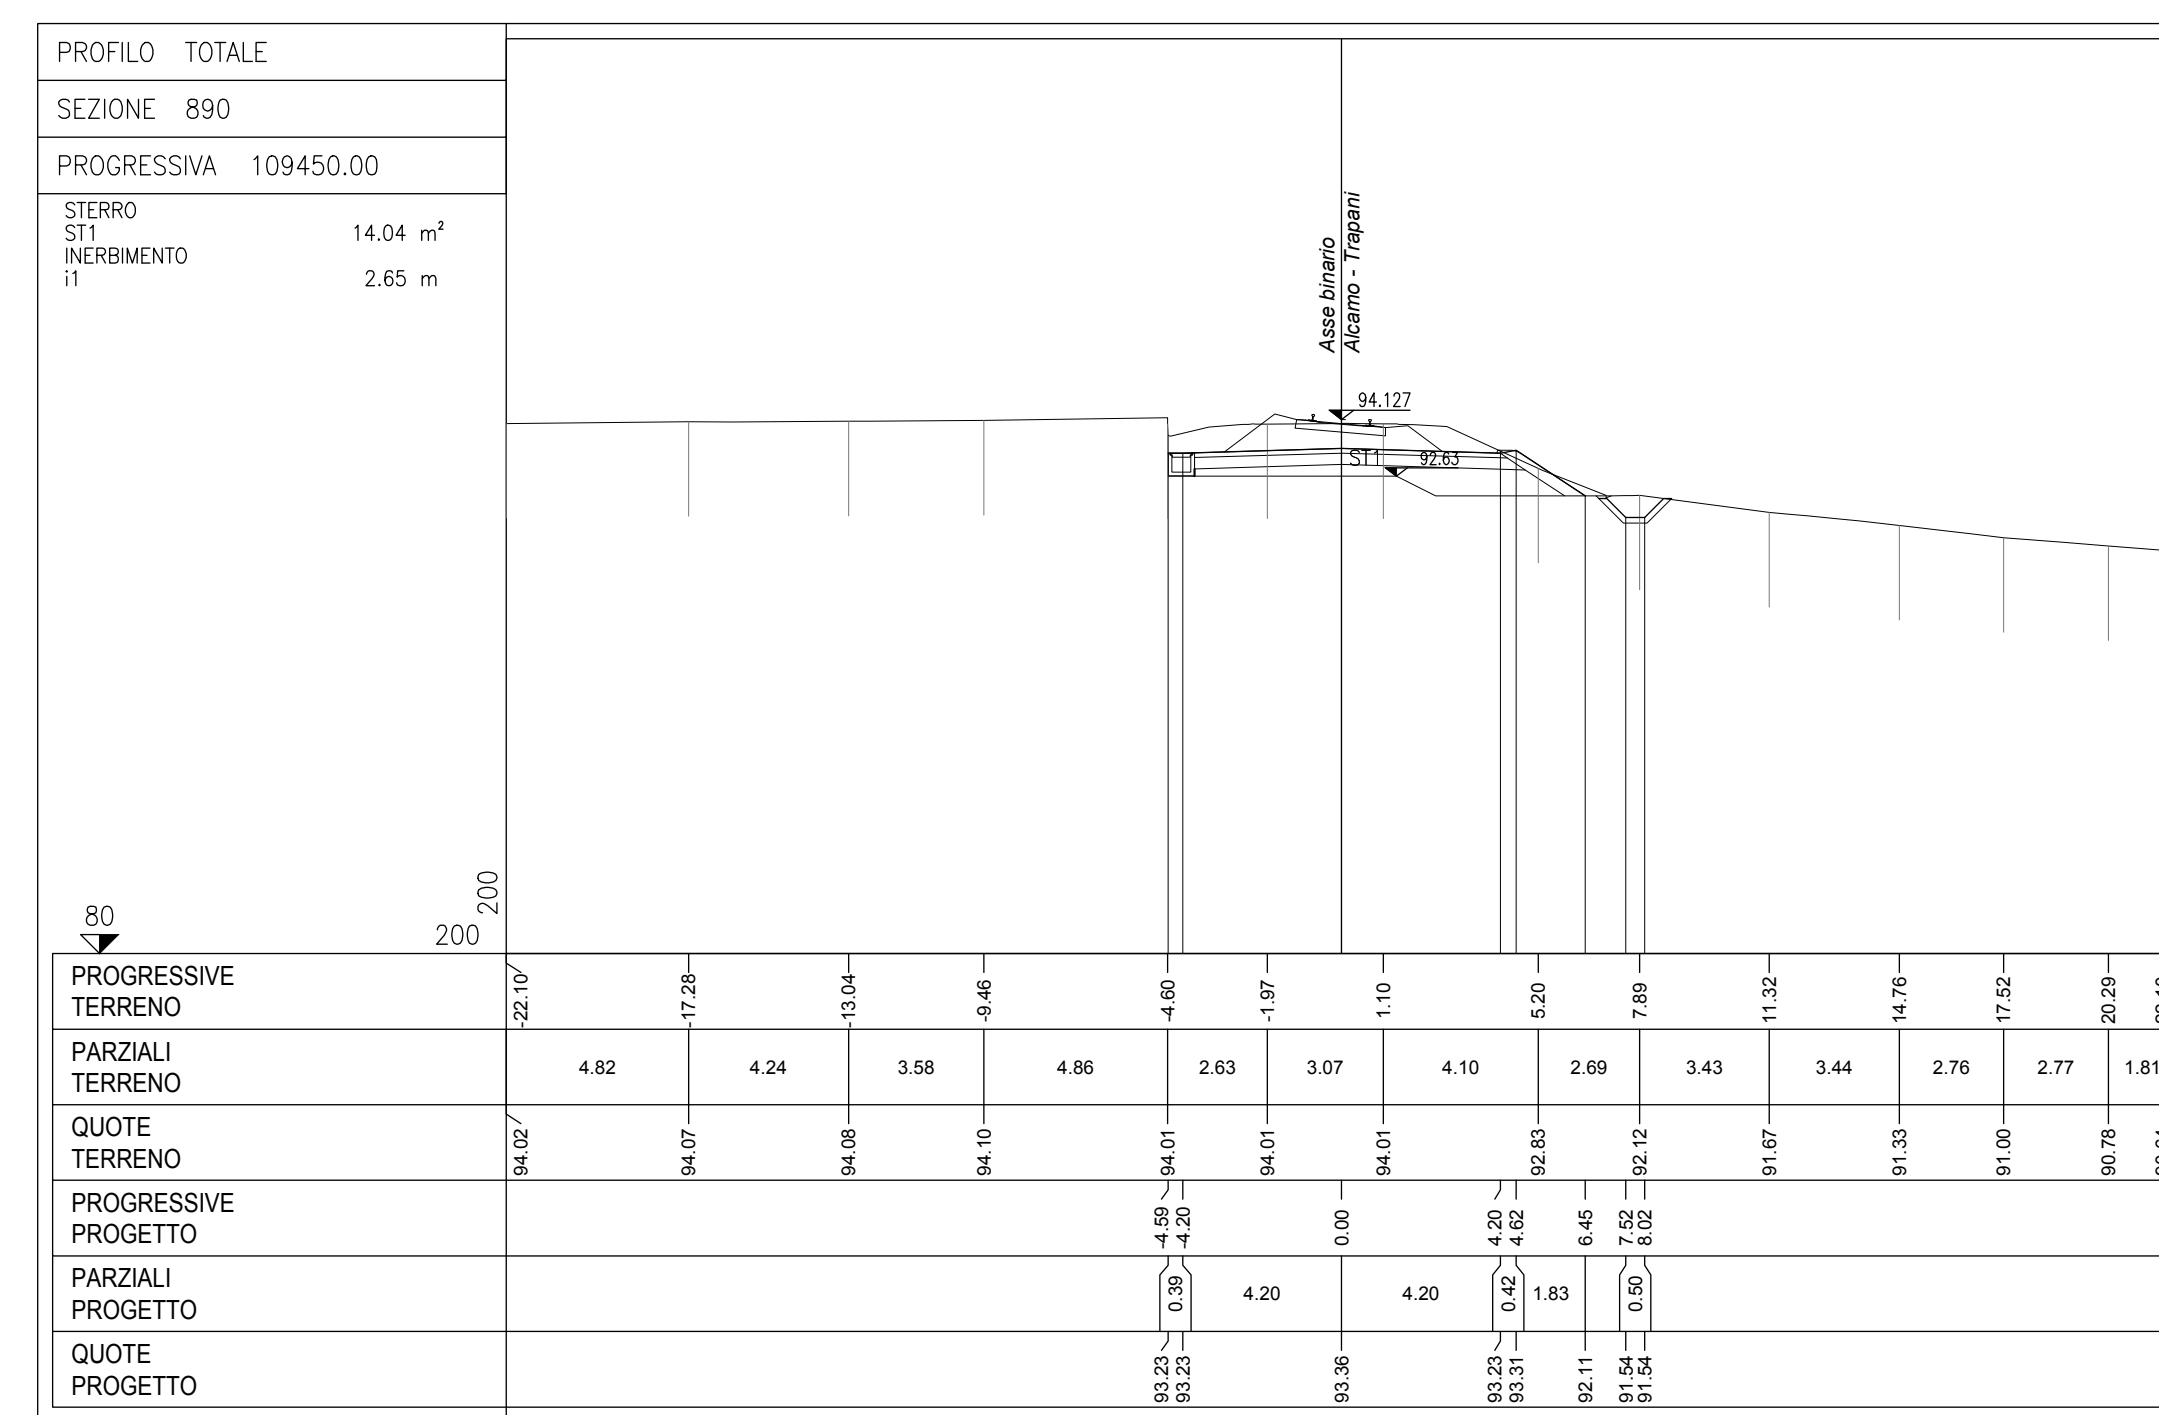 PROFILO TOTALE
SEZIONE 890
PROGRESSIVA 109450.00
STERRO
ST1 14.04 m²
INERBIMENTO
i1 2.65 m
Asse binario
Alcamo - Trapani
94.127
ST1 92.63
200
80
200
PROGRESSIVE
TERRENO
-22.10 -17.28 -13.04 -9.46 -4.60 -1.97 1.10 5.20 7.89 11.32 14.76 17.52 20.29
PARZIALI
TERRENO
4.82 4.24 3.58 4.86 2.63 3.07 4.10 2.69 3.43 3.44 2.76 2.77 1.81
QUOTE
TERRENO
94.02 94.07 94.08 94.10 94.01 94.01 94.01 92.83 92.12 91.67 91.33 91.00 90.78
PROGRESSIVE
PROGETTO
-4.59 -4.20 0.00 4.20 4.62 6.45 7.52 8.02
PARZIALI
PROGETTO
0.39 4.20 4.20 0.42 1.83 0.50
QUOTE
PROGETTO
93.23 93.23 93.36 93.23 93.31 92.11 91.54 91.54